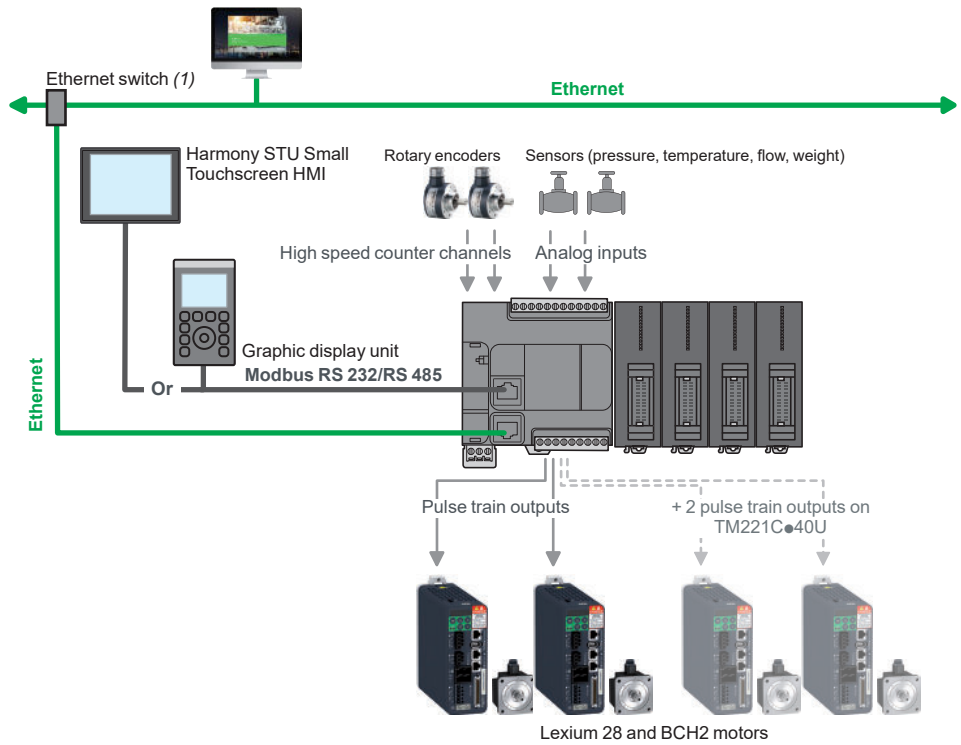 Ethernet switch (1)
Ethernet
Harmony STU Small
Touchscreen HMI
Rotary encoders
Sensors (pressure, temperature, flow, weight)
High speed counter channels
Analog inputs
Graphic display unit
Modbus RS 232/RS 485
Or
Ethernet
Pulse train outputs
+ 2 pulse train outputs on
TM221C●40U
Lexium 28 and BCH2 motors